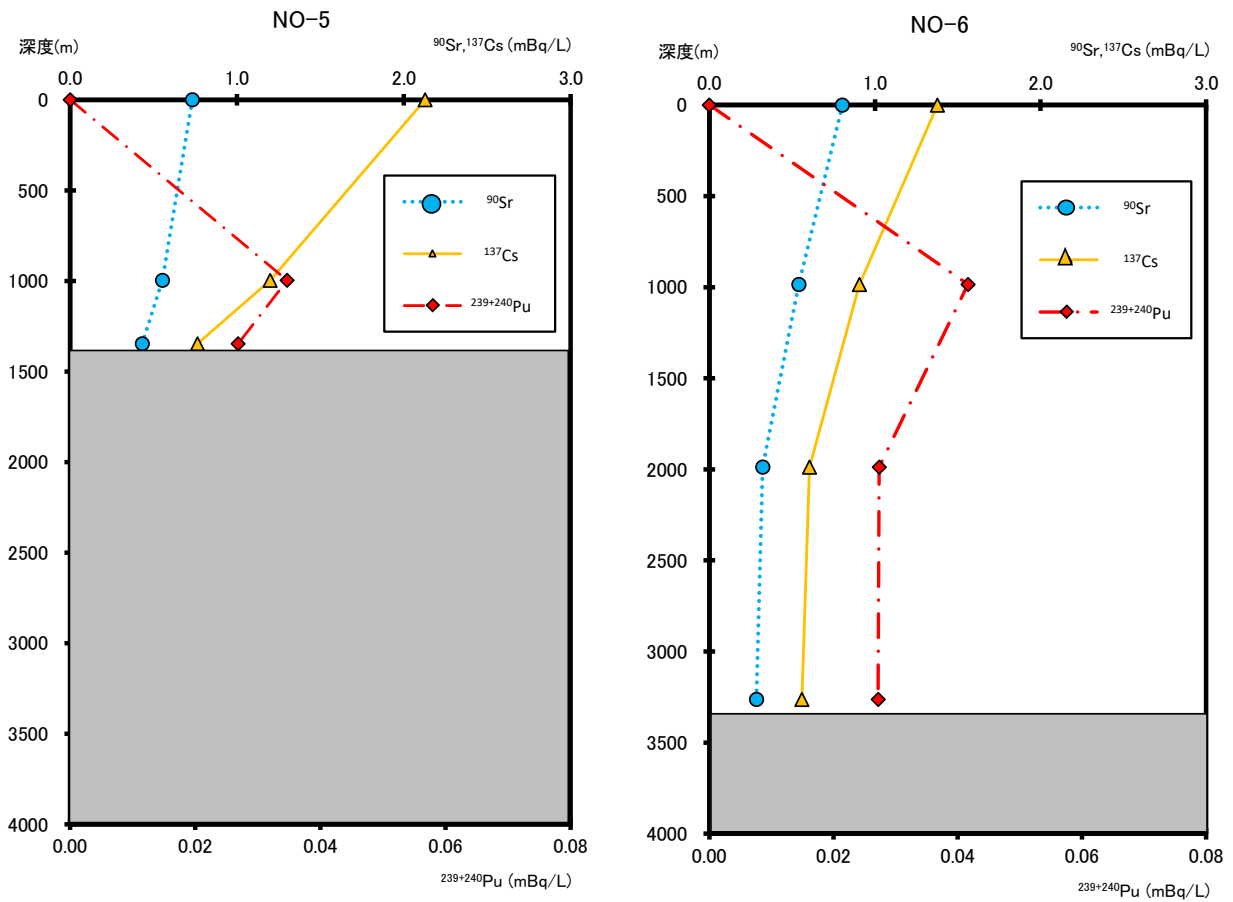 NO-5
深度(m)
⁹⁰Sr,¹³⁷Cs (mBq/L)
0.0 1.0 2.0 3.0
0
500
1000
1500
2000
2500
3000
3500
4000
⁹⁰Sr
¹³⁷Cs
²³⁹⁺²⁴⁰Pu
0.00 0.02 0.04 0.06 0.08
²³⁹⁺²⁴⁰Pu (mBq/L)
NO-6
深度(m)
⁹⁰Sr,¹³⁷Cs (mBq/L)
0.0 1.0 2.0 3.0
0
500
1000
1500
2000
2500
3000
3500
4000
⁹⁰Sr
¹³⁷Cs
²³⁹⁺²⁴⁰Pu
0.00 0.02 0.04 0.06 0.08
²³⁹⁺²⁴⁰Pu (mBq/L)